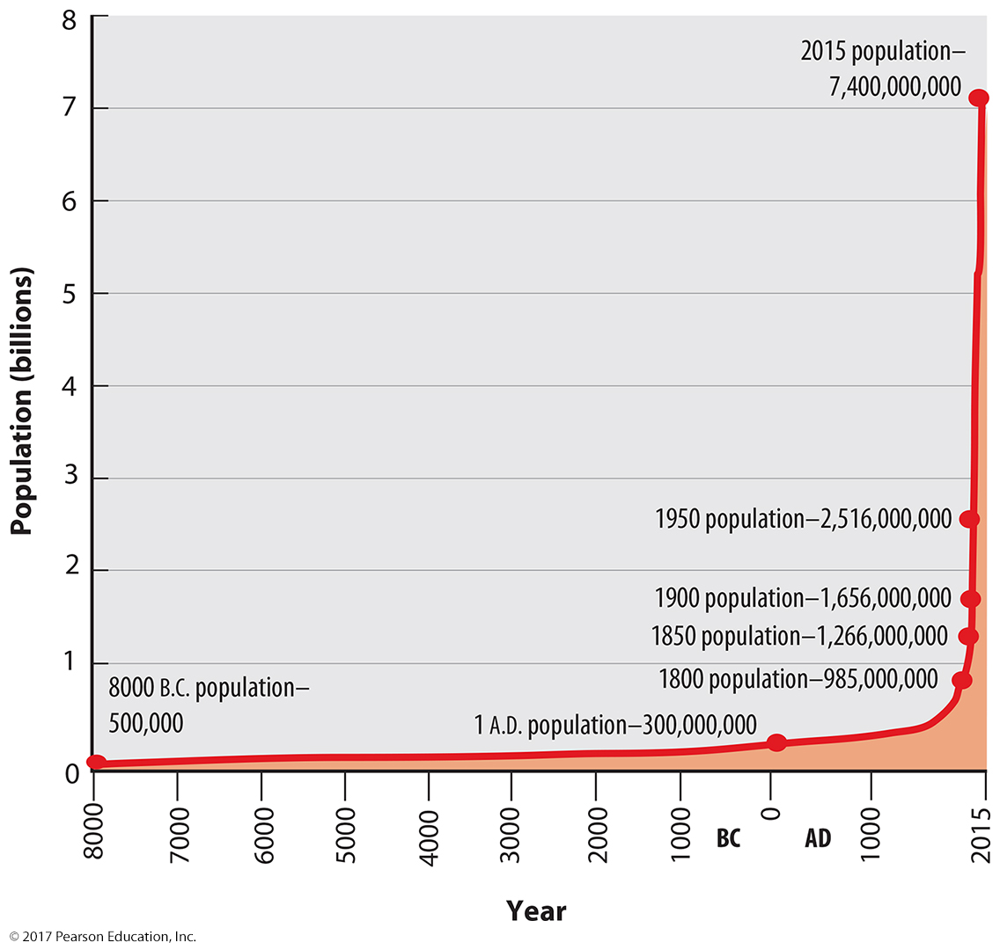 8
2015 population–
7,400,000,000
7
6
5
4
3
1950 population–2,516,000,000
2
1900 population–1,656,000,000
1850 population–1,266,000,000
1
1800 population–985,000,000
8000 B.C. population–
500,000
1 A.D. population–300,000,000
0
Population (billions)
8000
7000
6000
5000
4000
3000
2000
1000
0
1000
2015
BC
AD
Year
© 2017 Pearson Education, Inc.